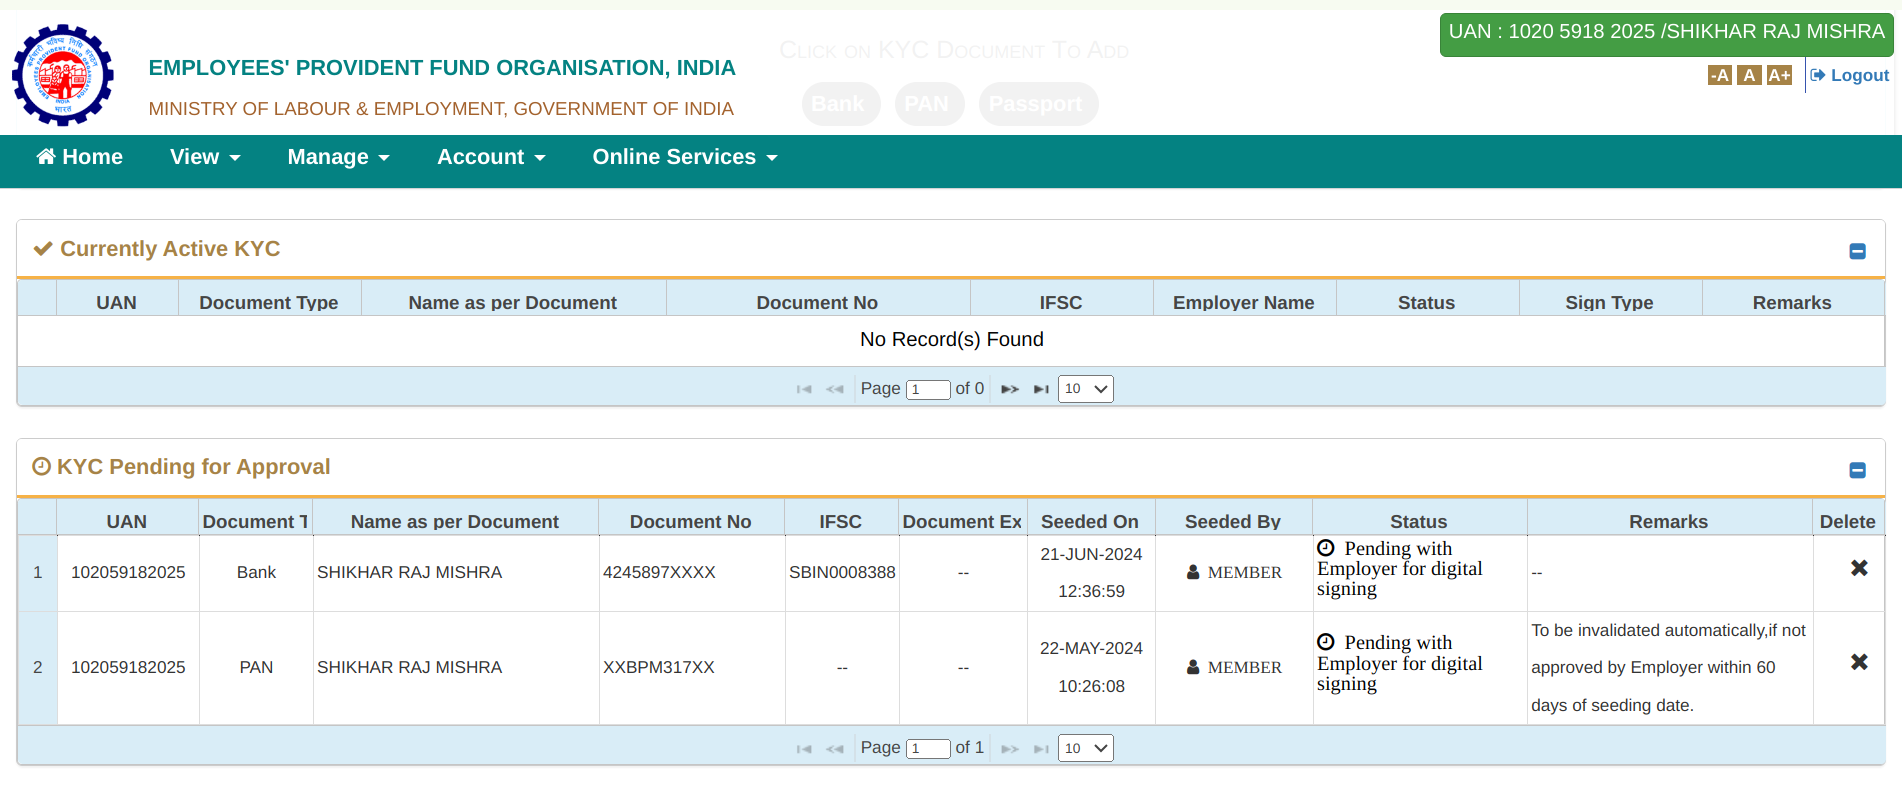 UAN : 1020 5918 2025 /SHIKHAR RAJ MISHRA
CLICK ON KYC DOCUMENT TO ADD
EMPLOYEES' PROVIDENT FUND ORGANISATION, INDIA
-A A A+ Logout
MINISTRY OF LABOUR & EMPLOYMENT, GOVERNMENT OF INDIA
Bank PAN Passport
Home View Manage Account Online Services
Currently Active KYC
UAN Document Type Name as per Document Document No IFSC Employer Name Status Sign Type Remarks
No Record(s) Found
Page 1 of 0 10
KYC Pending for Approval
UAN Document T Name as per Document Document No IFSC Document Ex Seeded On Seeded By Status Remarks Delete
1 102059182025 Bank SHIKHAR RAJ MISHRA 4245897XXXX SBIN0008388 -- 21-JUN-2024
12:36:59
MEMBER
Pending with
Employer for digital
signing
--
2 102059182025 PAN SHIKHAR RAJ MISHRA XXBPM317XX -- -- 22-MAY-2024
10:26:08
MEMBER
Pending with
Employer for digital
signing
To be invalidated automatically,if not
approved by Employer within 60
days of seeding date.
Page 1 of 1 10